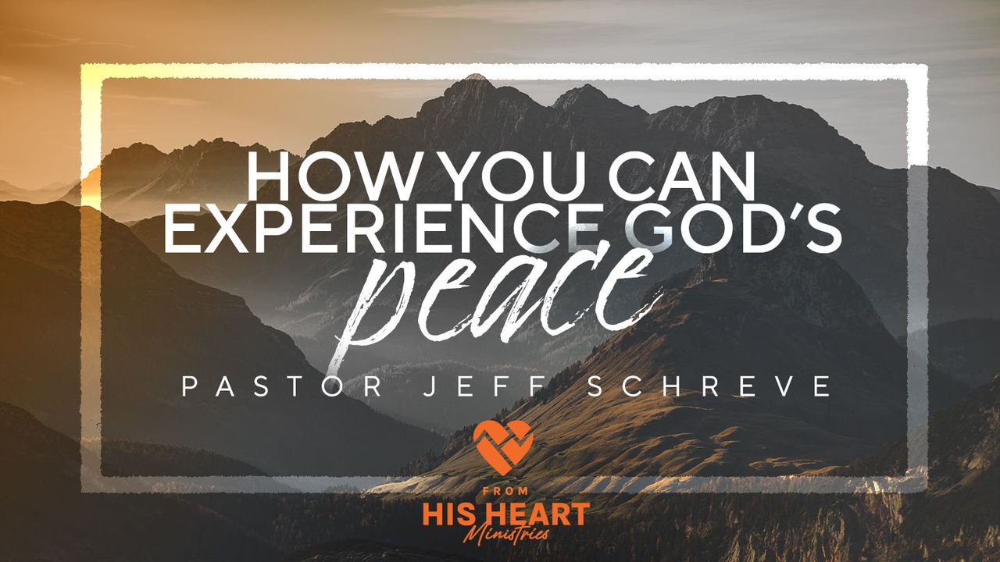 HOW YOU CAN
EXPERIENCE GOD'S
peace
PASTOR JEFF SCHREVE
FROM
HIS HEART
Ministries